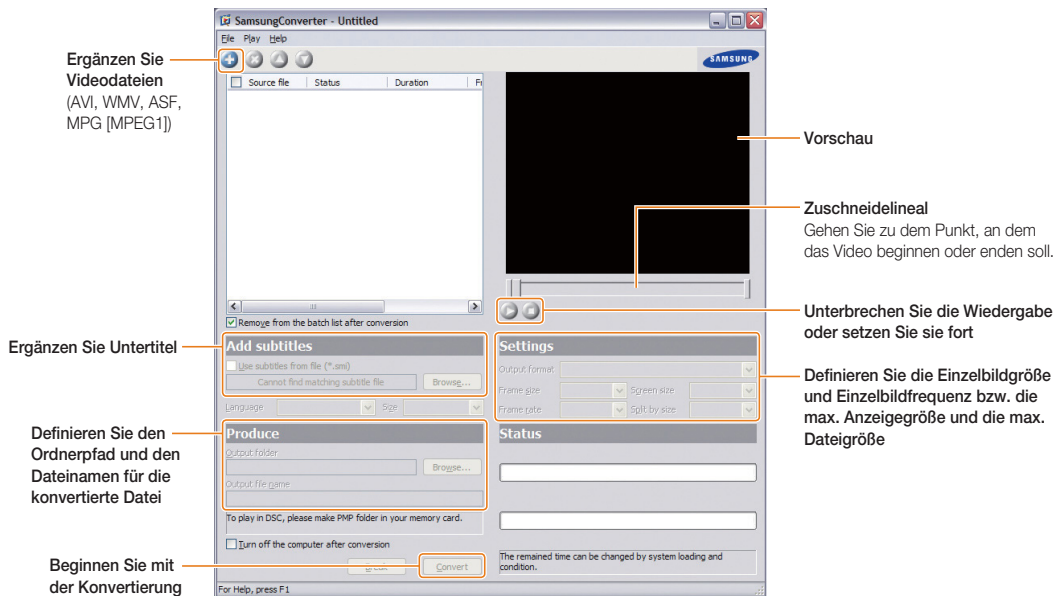 SamsungConverter - Untitled
File Play Help
SAMSUNG
Source file Status Duration
Remove from the batch list after conversion
Add subtitles
Use subtitles from file (*.smi)
Cannot find matching subtitle file Browse...
Language Size
Produce
Output folder
Browse...
Output file name
To play in DSC, please make PMP folder in your memory card.
Turn off the computer after conversion
Break Convert
For Help, press F1
Settings
Output format
Frame size Screen size
Frame rate Split by size
Status
The remained time can be changed by system loading and
condition.
Ergänzen Sie
Videodateien
(AVI, WMV, ASF,
MPG [MPEG1])
Ergänzen Sie Untertitel
Definieren Sie den
Ordnerpfad und den
Dateinamen für die
konvertierte Datei
Beginnen Sie mit
der Konvertierung
Vorschau
Zuschneidelineal
Gehen Sie zu dem Punkt, an dem
das Video beginnen oder enden soll.
Unterbrechen Sie die Wiedergabe
oder setzen Sie sie fort
Definieren Sie die Einzelbildgröße
und Einzelbildfrequenz bzw. die
max. Anzeigegröße und die max.
Dateigröße